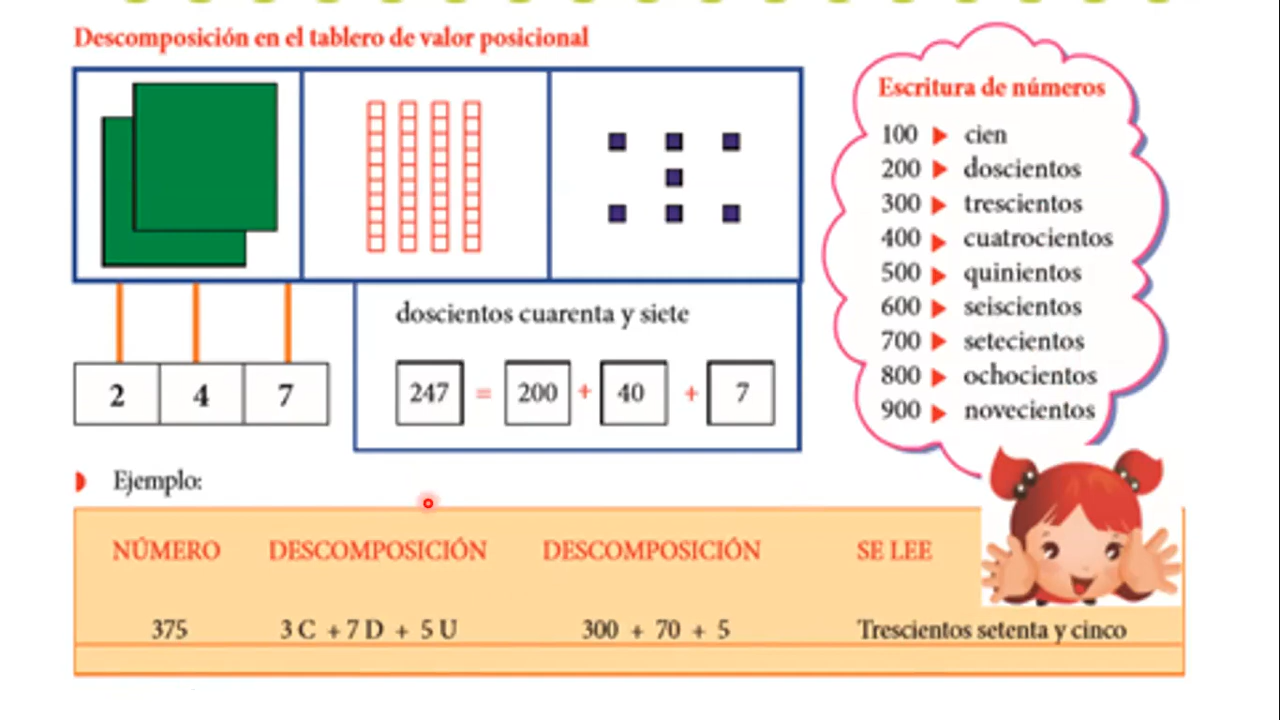 Descomposición en el tablero de valor posicional
2 4 7
doscientos cuarenta y siete
247 = 200 + 40 + 7
Escritura de números
100 cien
200 doscientos
300 trescientos
400 cuatrocientos
500 quinientos
600 seiscientos
700 setecientos
800 ochocientos
900 novecientos
Ejemplo:
NÚMERO DESCOMPOSICIÓN DESCOMPOSICIÓN SE LEE
375 3 C + 7 D + 5 U 300 + 70 + 5 Trescientos setenta y cinco